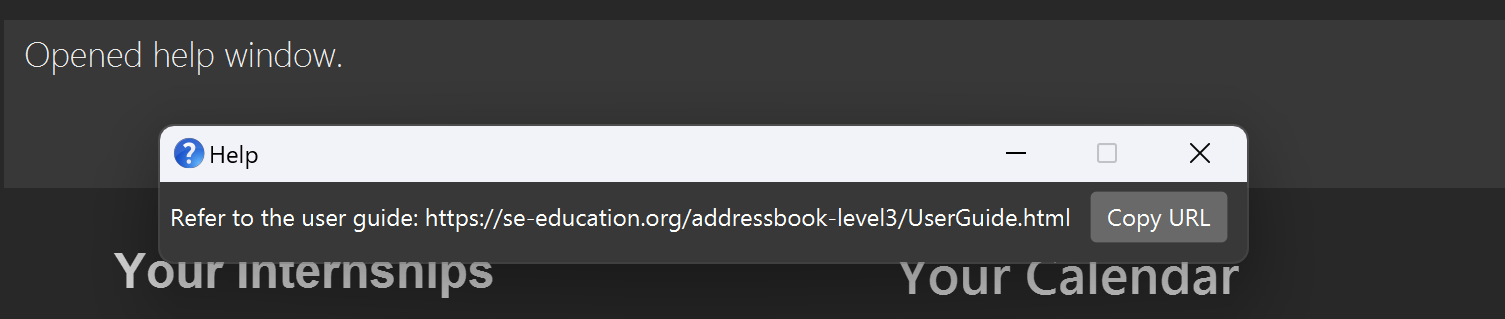 Opened help window.
Help
Refer to the user guide: https://se-education.org/addressbook-level3/UserGuide.html Copy URL
Your Internships Your Calendar